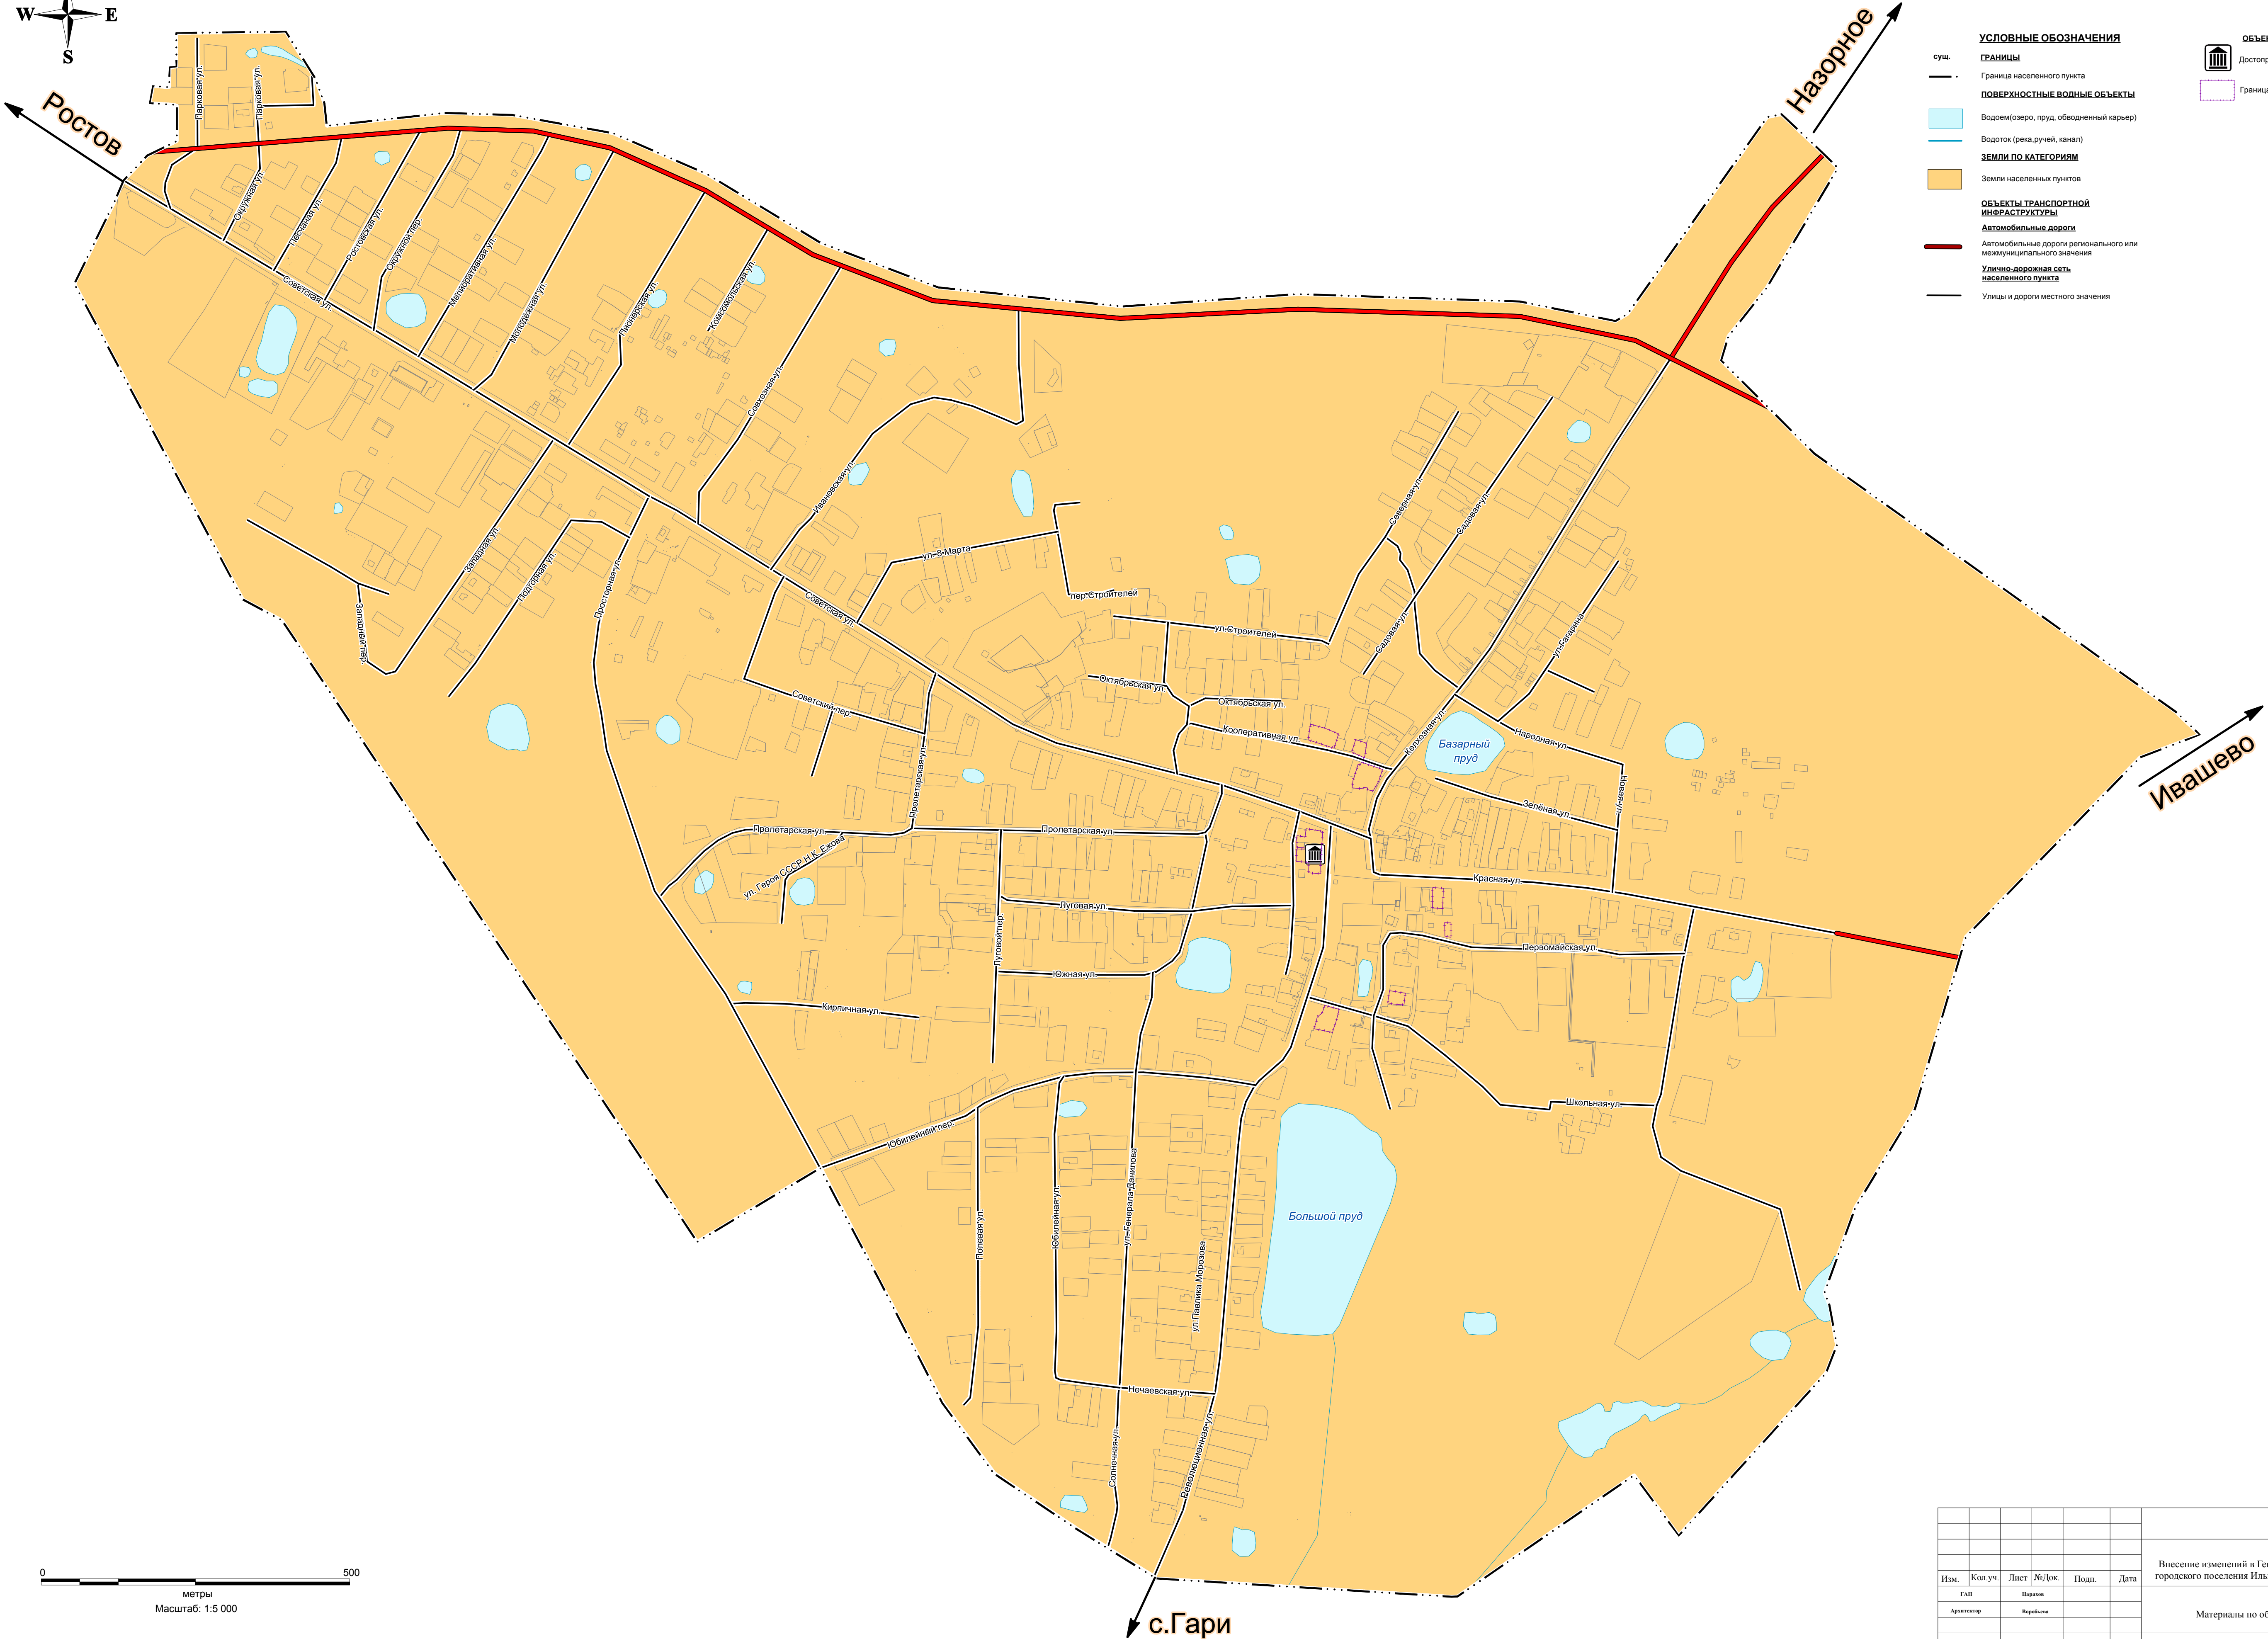 W E
S
Ростов
Назорное
Ивашево
с.Гари
УСЛОВНЫЕ ОБОЗНАЧЕНИЯ
сущ.
ГРАНИЦЫ
Граница населенного пункта
ПОВЕРХНОСТНЫЕ ВОДНЫЕ ОБЪЕКТЫ
Водоем(озеро, пруд, обводненный карьер)
Водоток (река,ручей, канал)
ЗЕМЛИ ПО КАТЕГОРИЯМ
Земли населенных пунктов
ОБЪЕКТЫ ТРАНСПОРТНОЙ
ИНФРАСТРУКТУРЫ
Автомобильные дороги
Автомобильные дороги регионального или
межмуниципального значения
Улично-дорожная сеть
населенного пункта
Улицы и дороги местного значения
Граница
Парковая ул.
Парковая ул.
Окружная ул.
Песчаная ул.
Ростовская ул.
Окружной пер.
Мелиоративная ул.
Молодежная ул.
Пионерская ул.
Комсомольская ул.
Совхозная ул.
Советская ул.
Ивановская ул.
ул. 8 Марта
пер.Строителей
ул.Строителей
Северная ул.
Садовая ул.
Садовая ул.
ул.Гагарина
Западная ул.
Западный пер.
Подгорная ул.
Просторная ул.
Советская ул.
Советский пер.
Октябрьская ул.
Октябрьская ул.
Кооперативная ул.
Колхозная ул.
Базарный
пруд
Народная ул.
Новая ул.
Зелёная ул.
Пролетарская ул.
Пролетарская ул.
Пролетарская ул.
ул. Героя СССР Н.К. Ежова
Красная ул.
Луговая ул.
Луговой пер.
Южная ул.
Первомайская ул.
Кирпичная ул.
Школьная ул.
Юбилейный пер.
Полевая ул.
Юбилейная ул.
ул. Генерала Данилова
ул.Павлика Морозова
Большой пруд
Нечаевская ул.
Солнечная ул.
Революционная ул.
0 500
метры
Масштаб: 1:5 000
Изм. Кол.уч. Лист №Док. Подп. Дата
ГАП Царахов
Архитектор Воробьева
Внесение изменений в
городского поселения
Материалы по